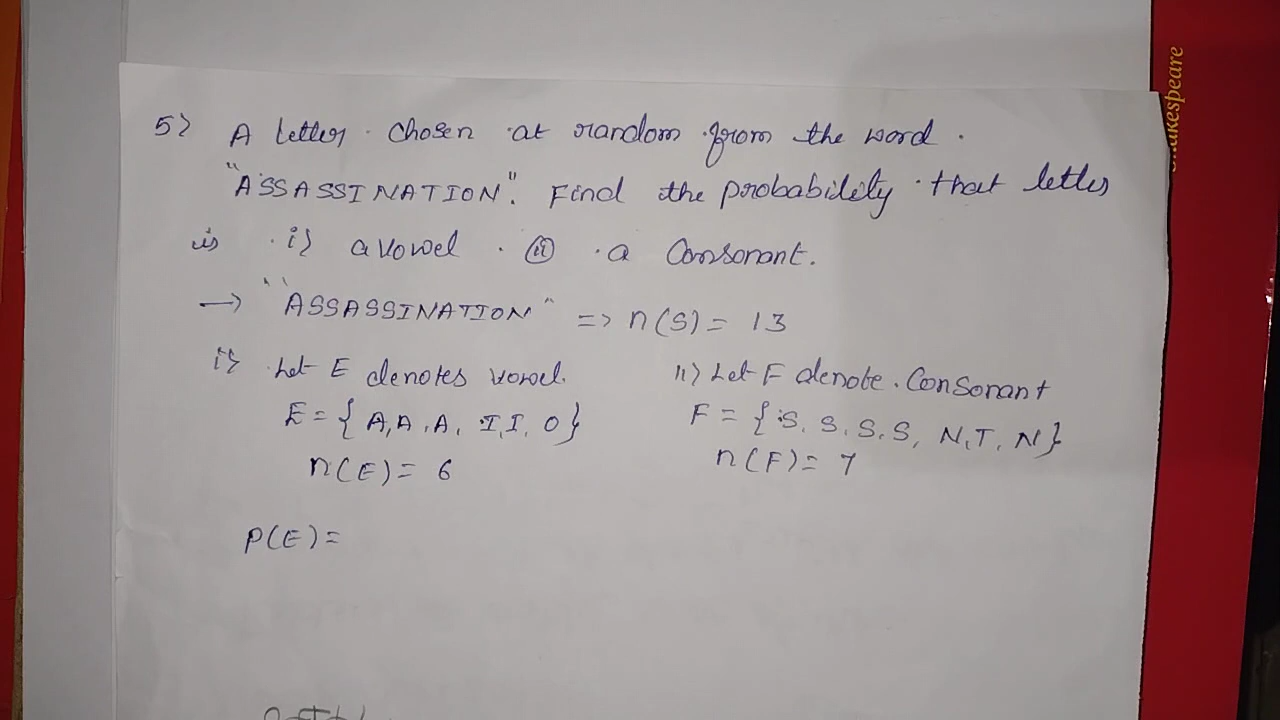 5) A letter chosen at random from the word
"ASSASSINATION". Find the probability that letter
is i) a vowel (ii) a Consonant.
→ "ASSASSINATION" => n(S) = 13
i) Let E denotes vowel.
E = { A, A, A, I, I, O}
n(E) = 6
P(E) =
ii) Let F denote Consonant
F = { S, S, S, S, N, T, N}
n(F) = 7
akespeare